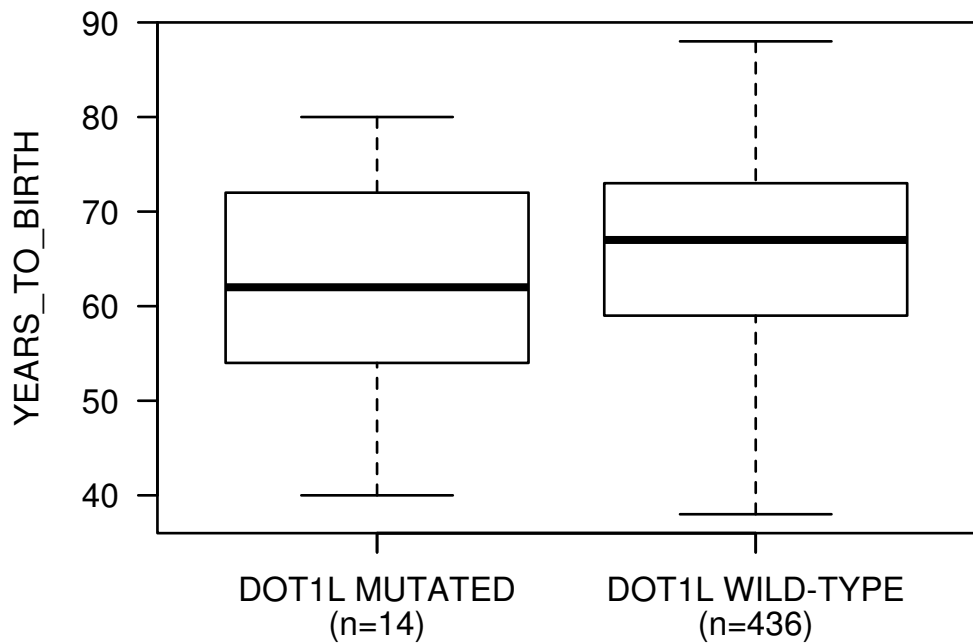 YEARS_TO_BIRTH
90
80
70
60
50
40
DOT1L MUTATED
(n=14)
DOT1L WILD-TYPE
(n=436)